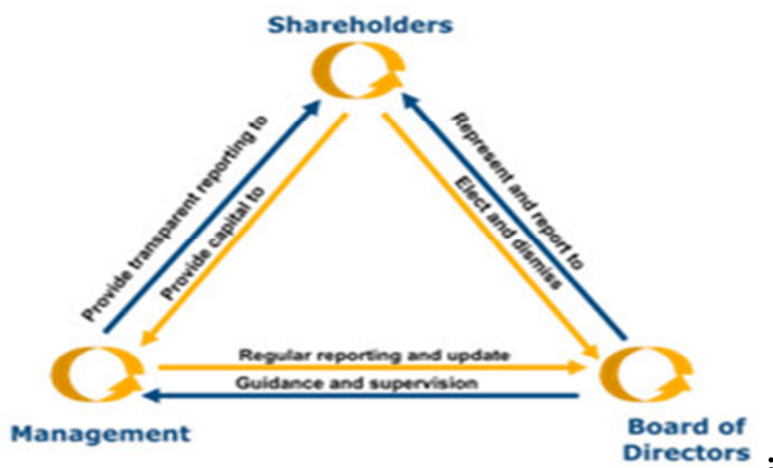 Shareholders
Provide transparent reporting to
Provide capital to
Represent and report to
Elect and dismiss
Regular reporting and update
Guidance and supervision
Management
Board of
Directors
;